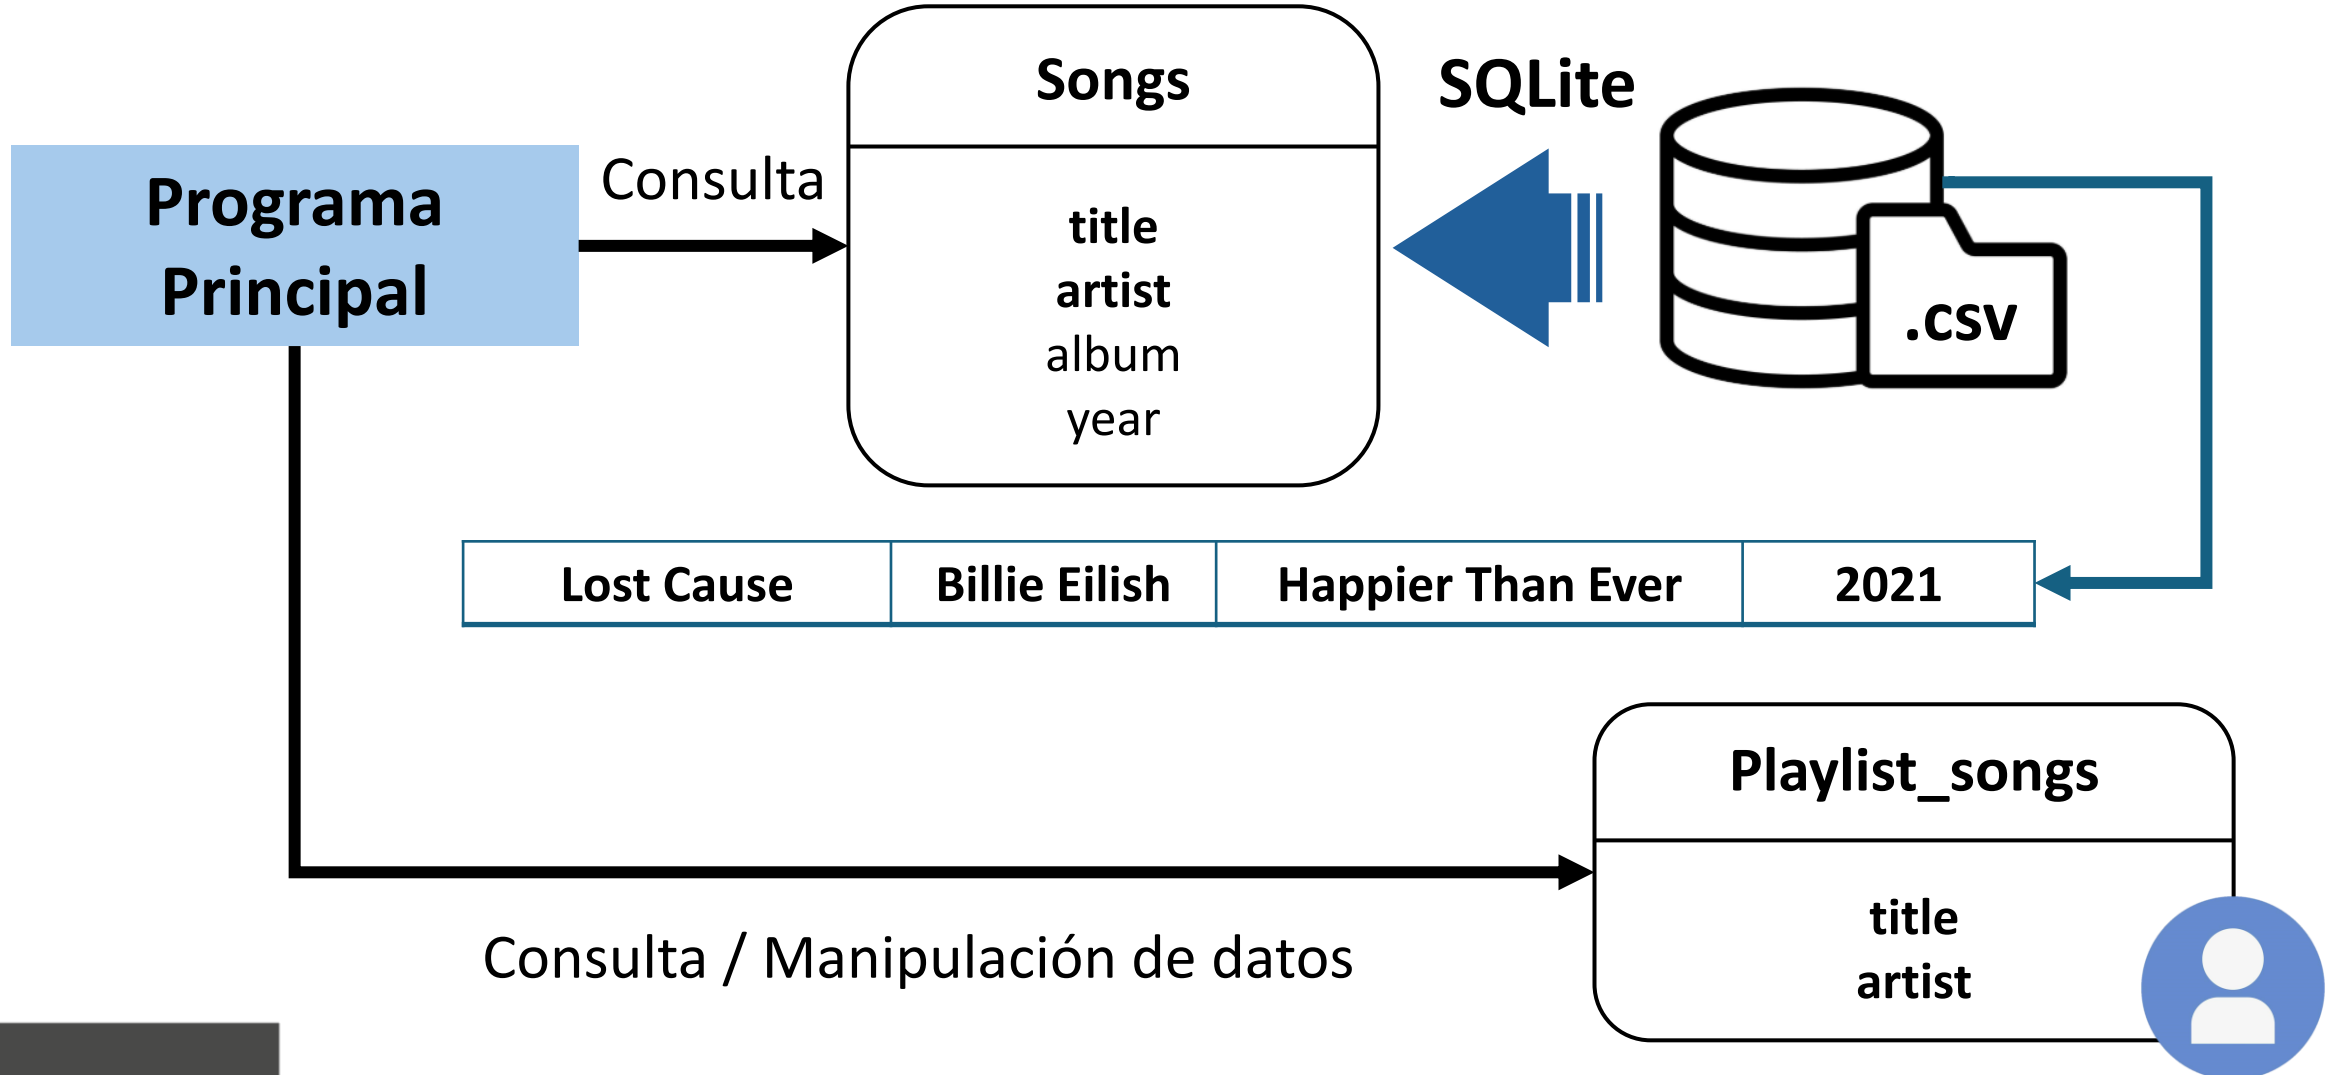 Songs
SQLite
Programa
Principal
Consulta
title
artist
album
year
.csv
Lost Cause Billie Eilish Happier Than Ever 2021
Playlist_songs
title
artist
Consulta / Manipulación de datos